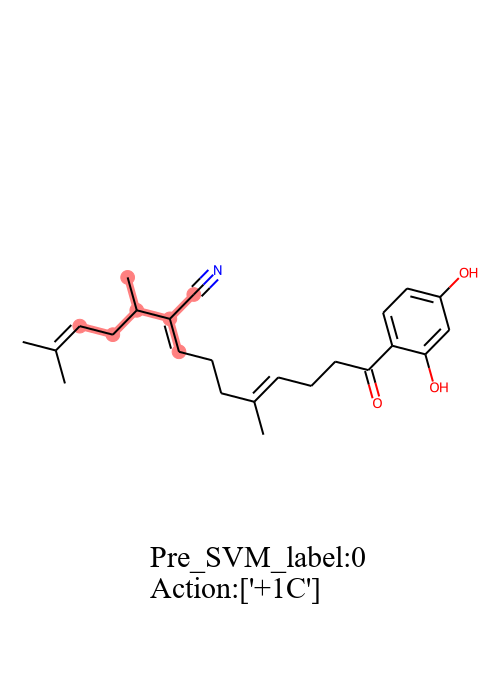 N
OH
OH
O
Pre_SVM_label:0
Action:['+1C']